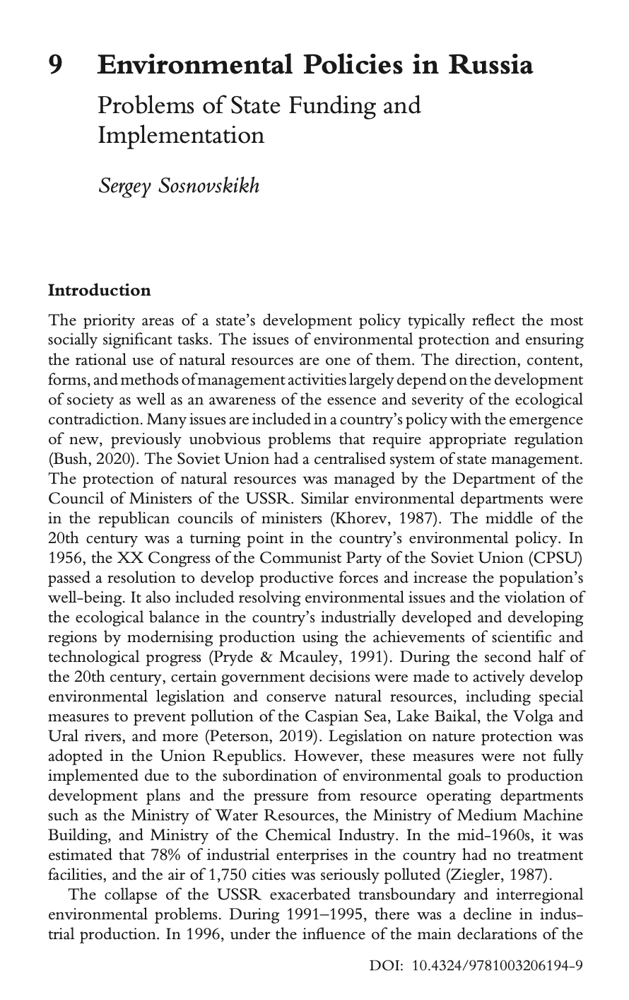 9 Environmental Policies in Russia
Problems of State Funding and
Implementation
Sergey Sosnovskikh
Introduction
The priority areas of a state’s development policy typically reflect the most
socially significant tasks. The issues of environmental protection and ensuring
the rational use of natural resources are one of them. The direction, content,
forms, and methods of management activities largely depend on the development
of society as well as an awareness of the essence and severity of the ecological
contradiction. Many issues are included in a country’s policy with the emergence
of new, previously unobvious problems that require appropriate regulation
(Bush, 2020). The Soviet Union had a centralised system of state management.
The protection of natural resources was managed by the Department of the
Council of Ministers of the USSR. Similar environmental departments were
in the republican councils of ministers (Khorev, 1987). The middle of the
20th century was a turning point in the country’s environmental policy. In
1956, the XX Congress of the Communist Party of the Soviet Union (CPSU)
passed a resolution to develop productive forces and increase the population’s
well-being. It also included resolving environmental issues and the violation of
the ecological balance in the country’s industrially developed and developing
regions by modernising production using the achievements of scientific and
technological progress (Pryde & Mcauley, 1991). During the second half of
the 20th century, certain government decisions were made to actively develop
environmental legislation and conserve natural resources, including special
measures to prevent pollution of the Caspian Sea, Lake Baikal, the Volga and
Ural rivers, and more (Peterson, 2019). Legislation on nature protection was
adopted in the Union Republics. However, these measures were not fully
implemented due to the subordination of environmental goals to production
development plans and the pressure from resource operating departments
such as the Ministry of Water Resources, the Ministry of Medium Machine
Building, and Ministry of the Chemical Industry. In the mid-1960s, it was
estimated that 78% of industrial enterprises in the country had no treatment
facilities, and the air of 1,750 cities was seriously polluted (Ziegler, 1987).
The collapse of the USSR exacerbated transboundary and interregional
environmental problems. During 1991–1995, there was a decline in indus-
trial production. In 1996, under the influence of the main declarations of the
DOI: 10.4324/9781003206194-9